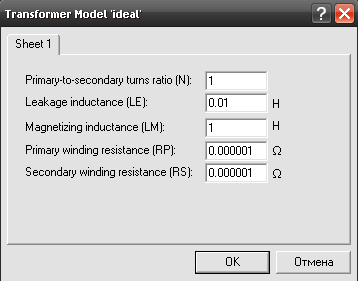 Transformer Model 'ideal'
Sheet 1
Primary-to-secondary turns ratio (N): 1
Leakage inductance (LE): 0.01 H
Magnetizing inductance (LM): 1 H
Primary winding resistance (RP): 0.000001 Ω
Secondary winding resistance (RS): 0.000001 Ω
OK Отмена